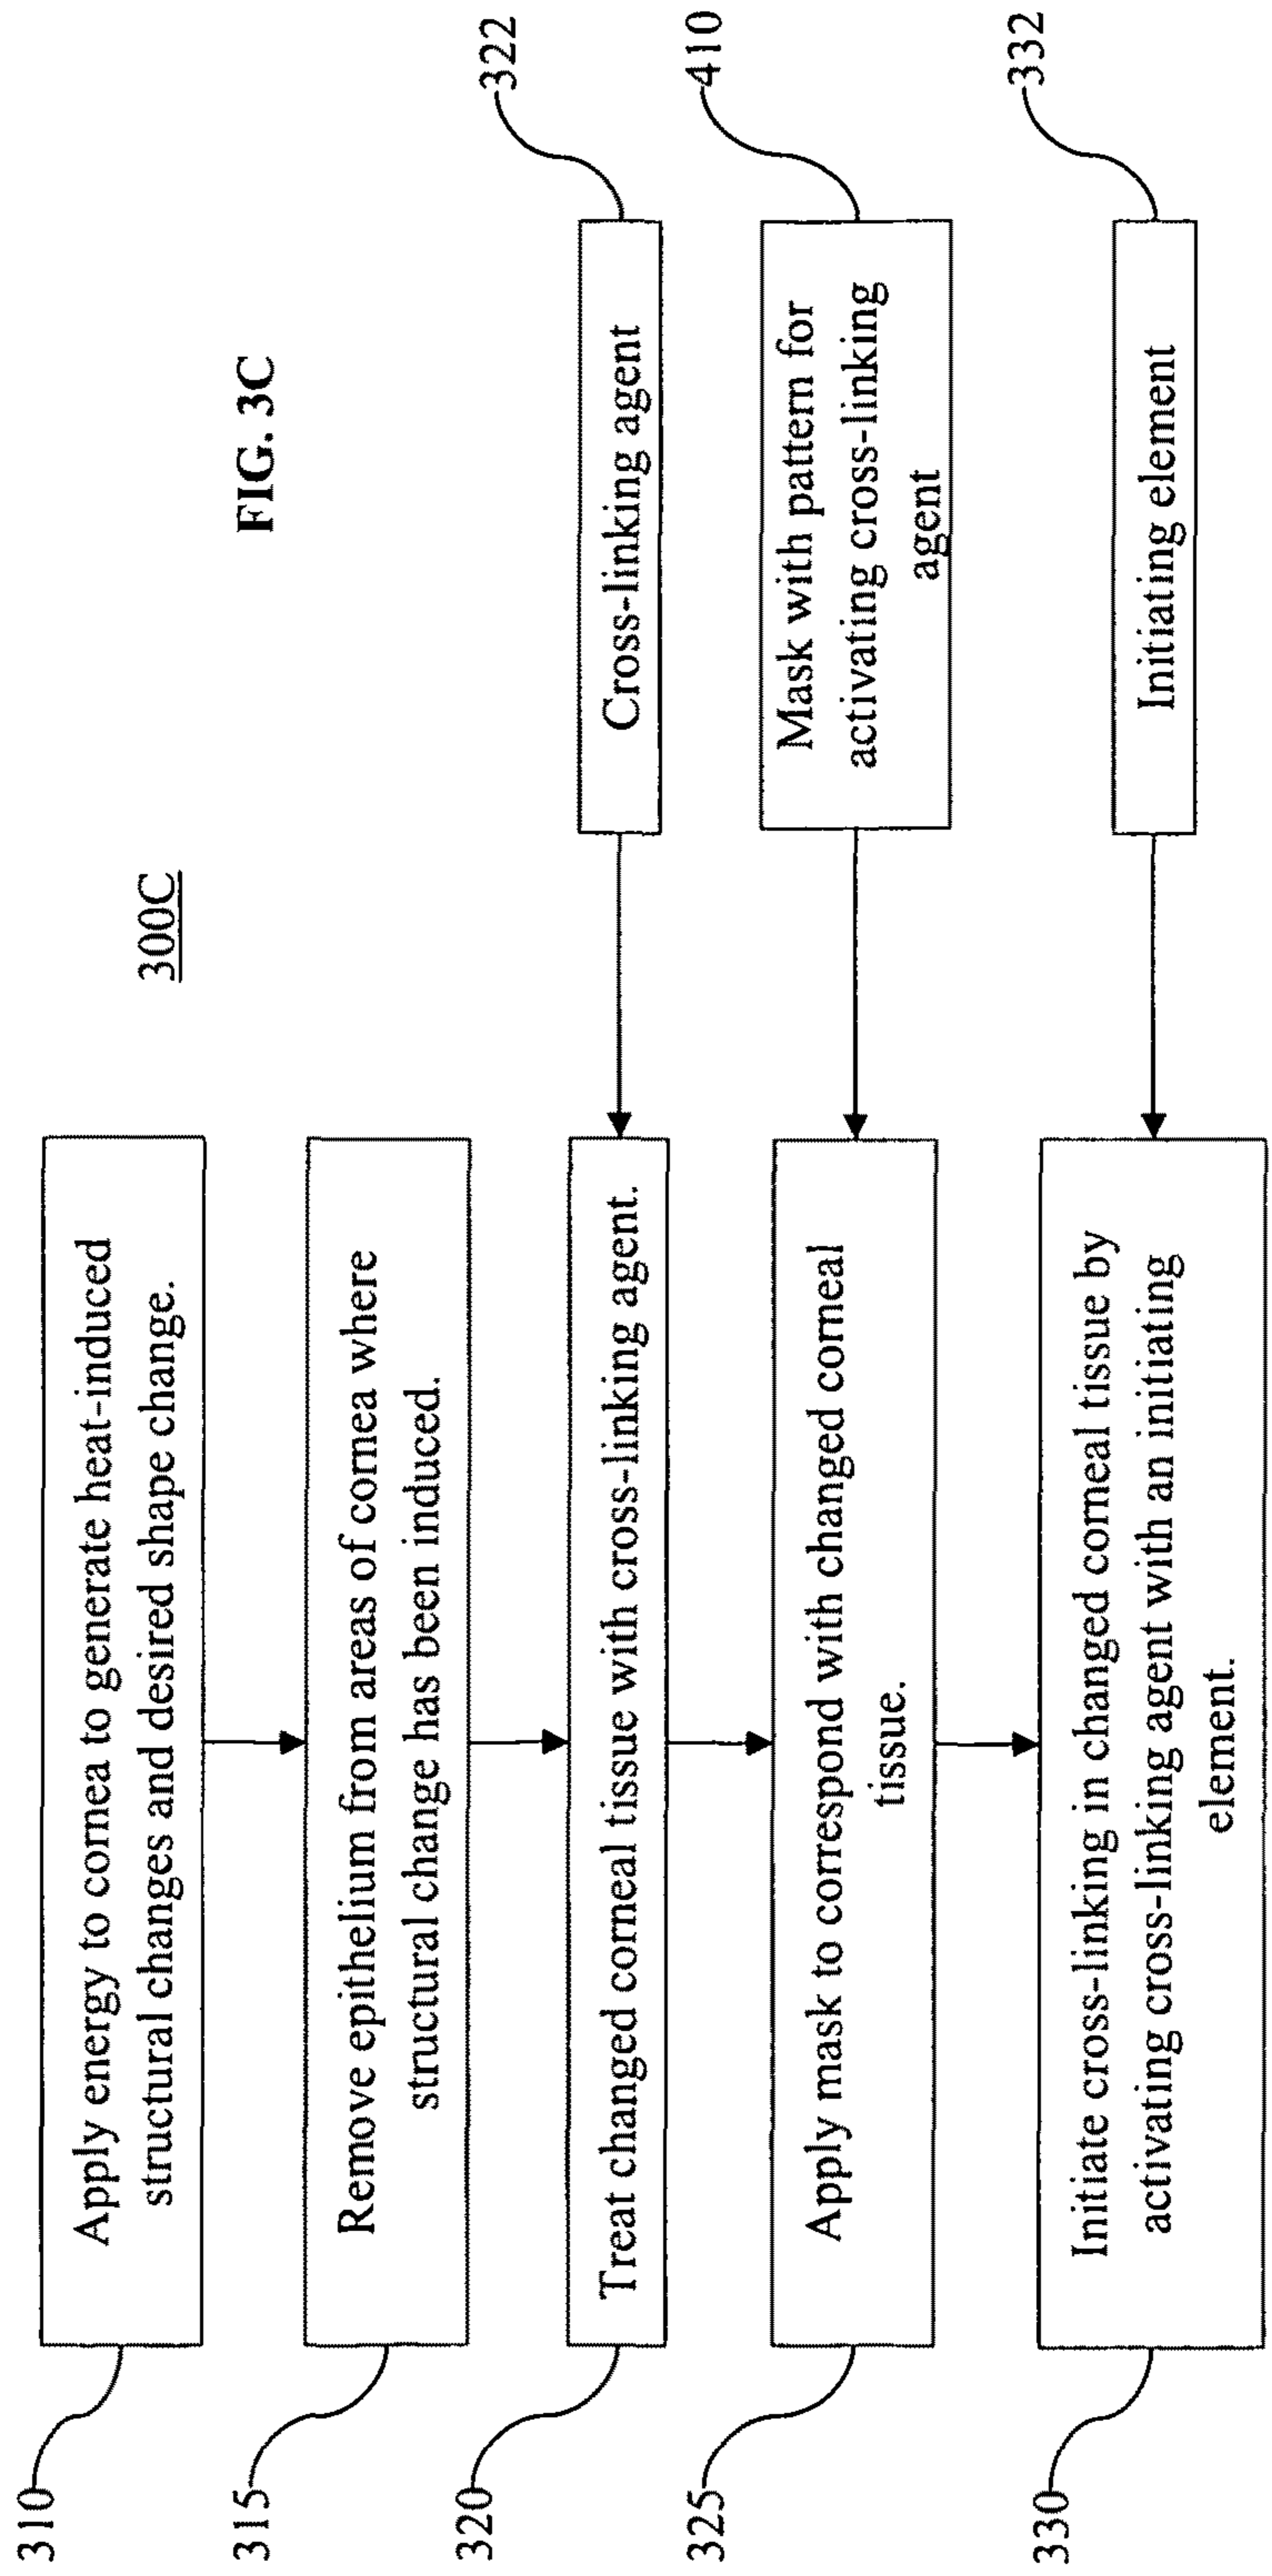 300C
FIG. 3C
310
Apply energy to cornea to generate heat-induced
structural changes and desired shape change.
315
Remove epithelium from areas of cornea where
structural change has been induced.
320
Treat changed corneal tissue with cross-linking agent.
Cross-linking agent
322
325
Apply mask to correspond with changed corneal
tissue.
Mask with pattern for
activating cross-linking
agent
410
330
Initiate cross-linking in changed corneal tissue by
activating cross-linking agent with an initiating
element.
Initiating element
332